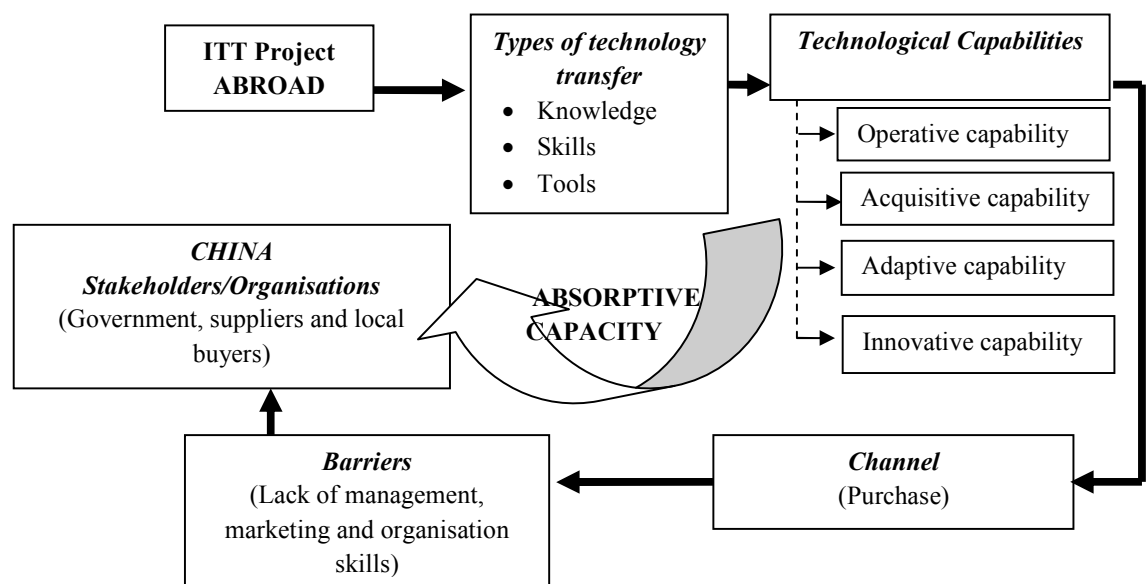 ITT Project
ABROAD
Types of technology
transfer
• Knowledge
• Skills
• Tools
Technological Capabilities
Operative capability
Acquisitive capability
Adaptive capability
Innovative capability
CHINA
Stakeholders/Organisations
(Government, suppliers and local
buyers)
ABSORPTIVE
CAPACITY
Barriers
(Lack of management,
marketing and organisation
skills)
Channel
(Purchase)